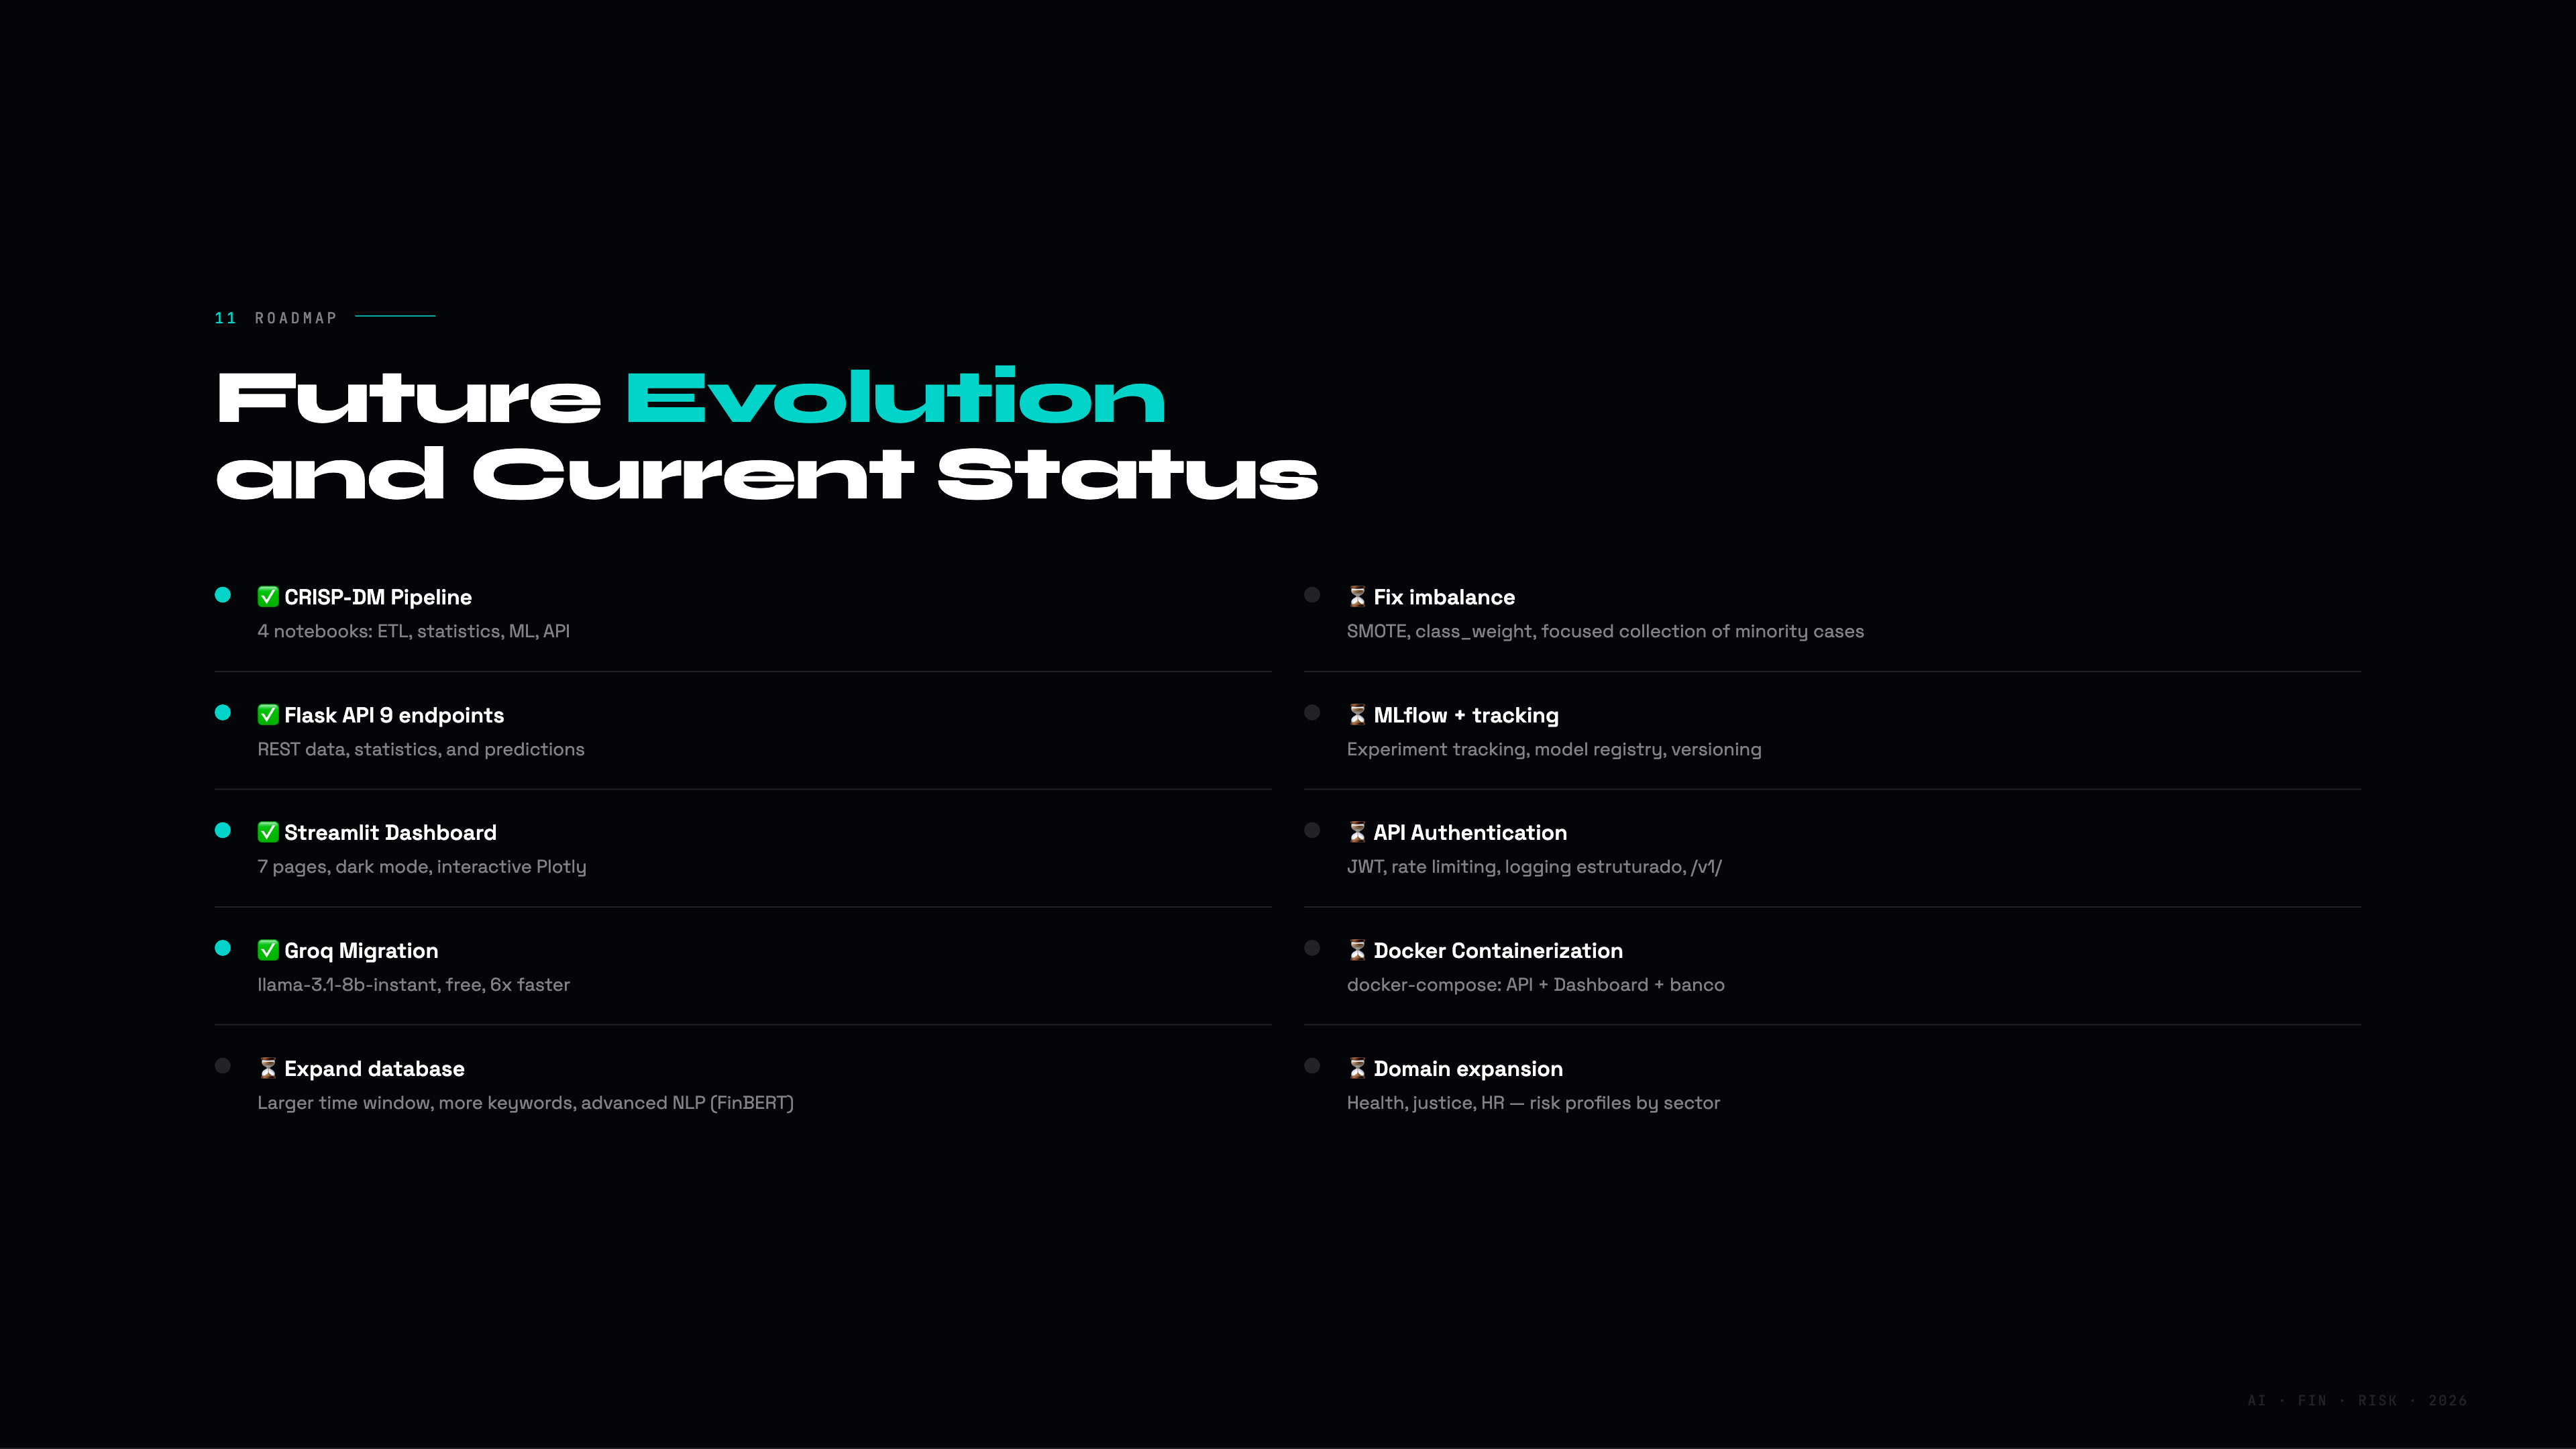 11 ROADMAP
Future Evolution
and Current Status
✅ CRISP-DM Pipeline
4 notebooks: ETL, statistics, ML, API
✅ Flask API 9 endpoints
REST data, statistics, and predictions
✅ Streamlit Dashboard
7 pages, dark mode, interactive Plotly
✅ Groq Migration
llama-3.1-8b-instant, free, 6x faster
⏳ Expand database
Larger time window, more keywords, advanced NLP (FinBERT)
⏳ Fix imbalance
SMOTE, class_weight, focused collection of minority cases
⏳ MLflow + tracking
Experiment tracking, model registry, versioning
⏳ API Authentication
JWT, rate limiting, logging estruturado, /v1/
⏳ Docker Containerization
docker-compose: API + Dashboard + banco
⏳ Domain expansion
Health, justice, HR — risk profiles by sector
AI · FIN · RISK · 2026